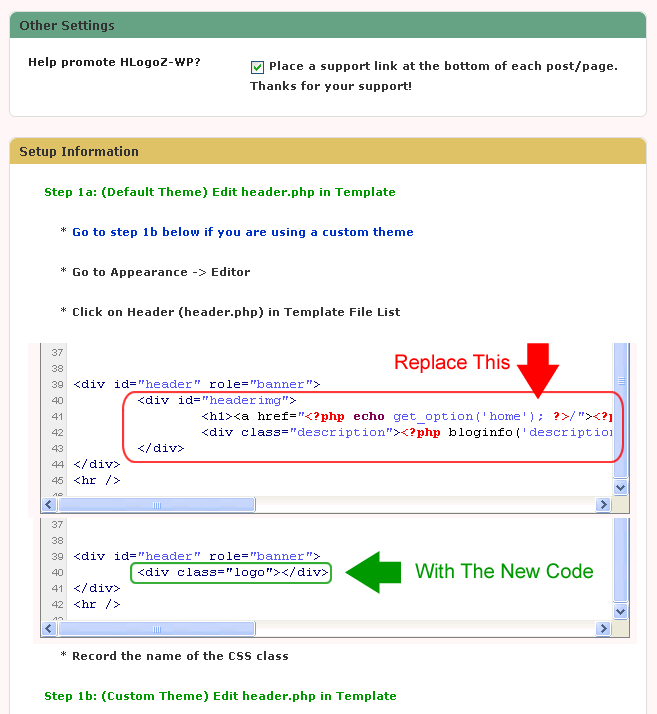 Other Settings
Help promote HLogoZ-WP?
Place a support link at the bottom of each post/page.
Thanks for your support!
Setup Information
Step 1a: (Default Theme) Edit header.php in Template
* Go to step 1b below if you are using a custom theme
* Go to Appearance -> Editor
* Click on Header (header.php) in Template File List
Replace This
37
38
39 <div id="header" role="banner">
40 <div id="headerimg">
41 <h1><a href="<?php echo get_option('home'); ?>/"><?p
42 <div class="description"><?php bloginfo('description
43 </div>
44 </div>
45 <hr />
37
38
39 <div id="header" role="banner">
40 <div class="logo"></div>
With The New Code
41 </div>
42 <hr />
* Record the name of the CSS class
Step 1b: (Custom Theme) Edit header.php in Template